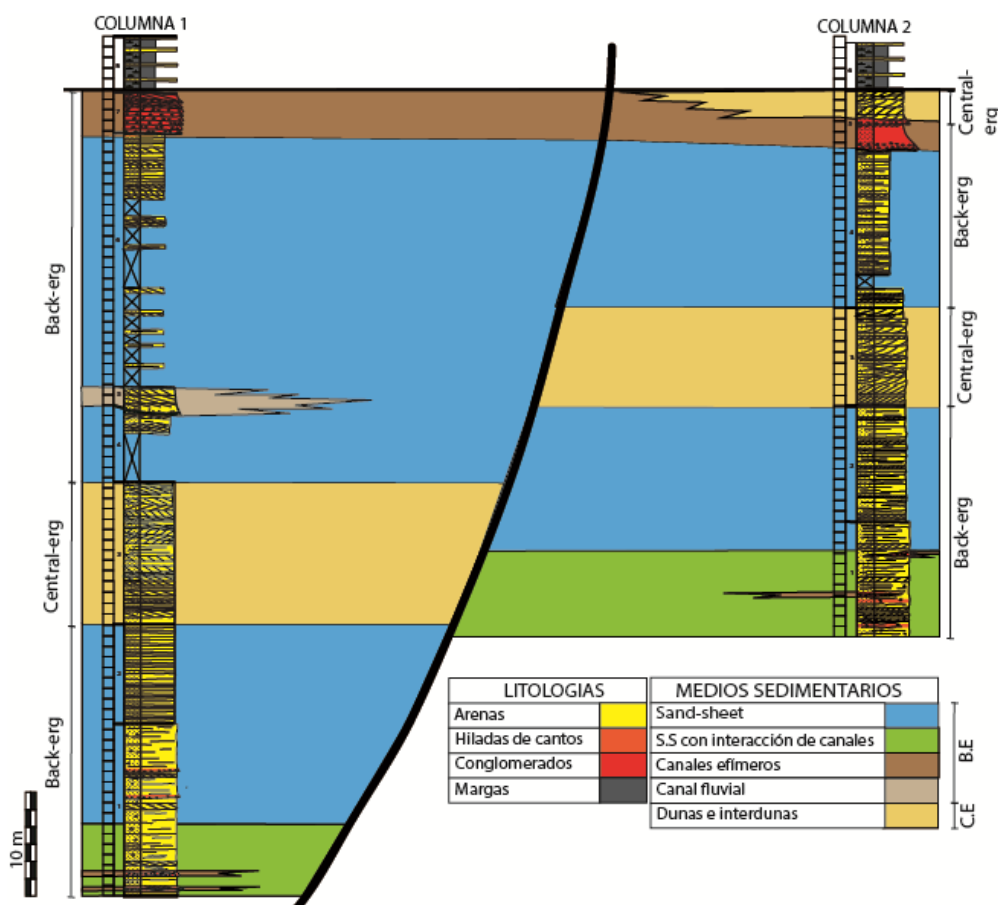 COLUMNA 1
COLUMNA 2
Back-erg
Central-erg
Back-erg
Central-
erg
Back-erg
Central-erg
Back-erg
10 m
LITOLOGIAS
Arenas
Hiladas de cantos
Conglomerados
Margas
MEDIOS SEDIMENTARIOS
Sand-sheet
S.S con interacción de canales
Canales efímeros
Canal fluvial
Dunas e interdunas
B.E
C.E